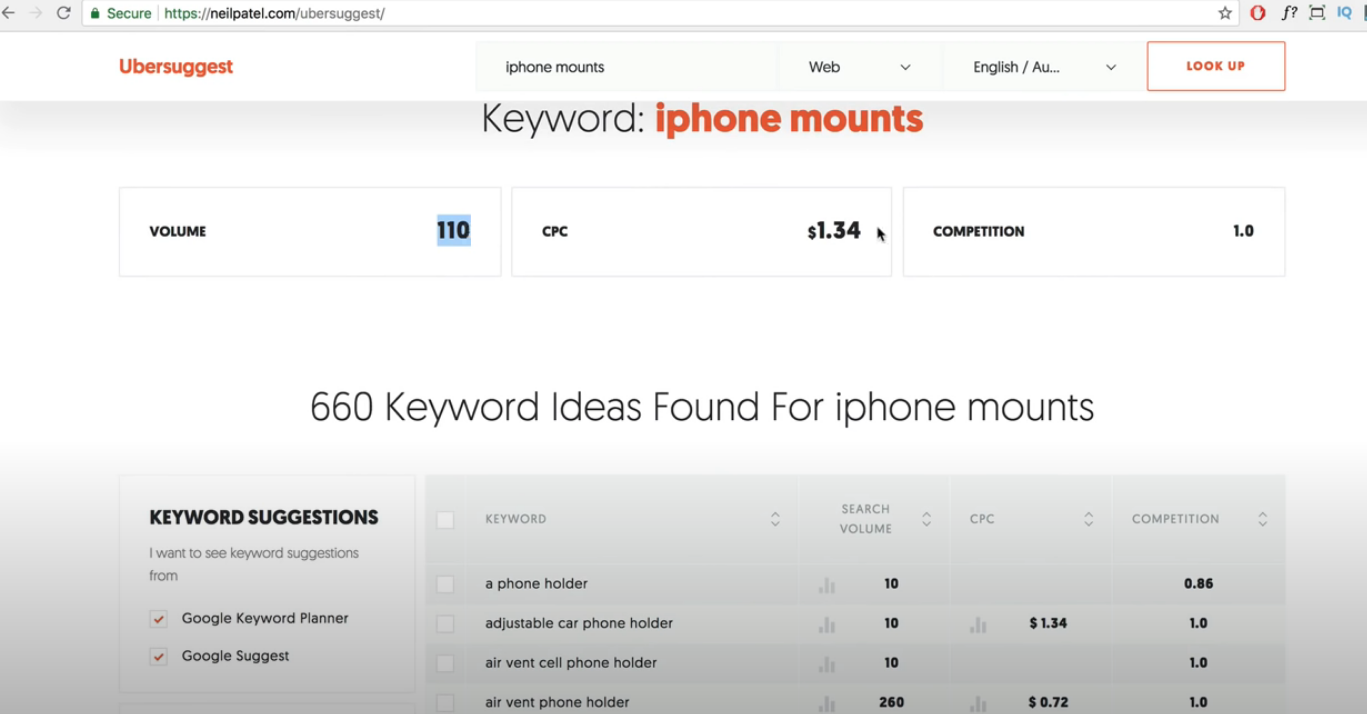 Secure https://neilpatel.com/ubersuggest/
f? IQ
Ubersuggest iphone mounts Web English / Au... LOOK UP
Keyword: iphone mounts
VOLUME 110 CPC $1.34 COMPETITION 1.0
660 Keyword Ideas Found For iphone mounts
KEYWORD SUGGESTIONS
I want to see keyword suggestions
from
Google Keyword Planner
Google Suggest
KEYWORD SEARCH VOLUME CPC COMPETITION
a phone holder 10 0.86
adjustable car phone holder 10 $ 1.34 1.0
air vent cell phone holder 10 1.0
air vent phone holder 260 $ 0.72 1.0